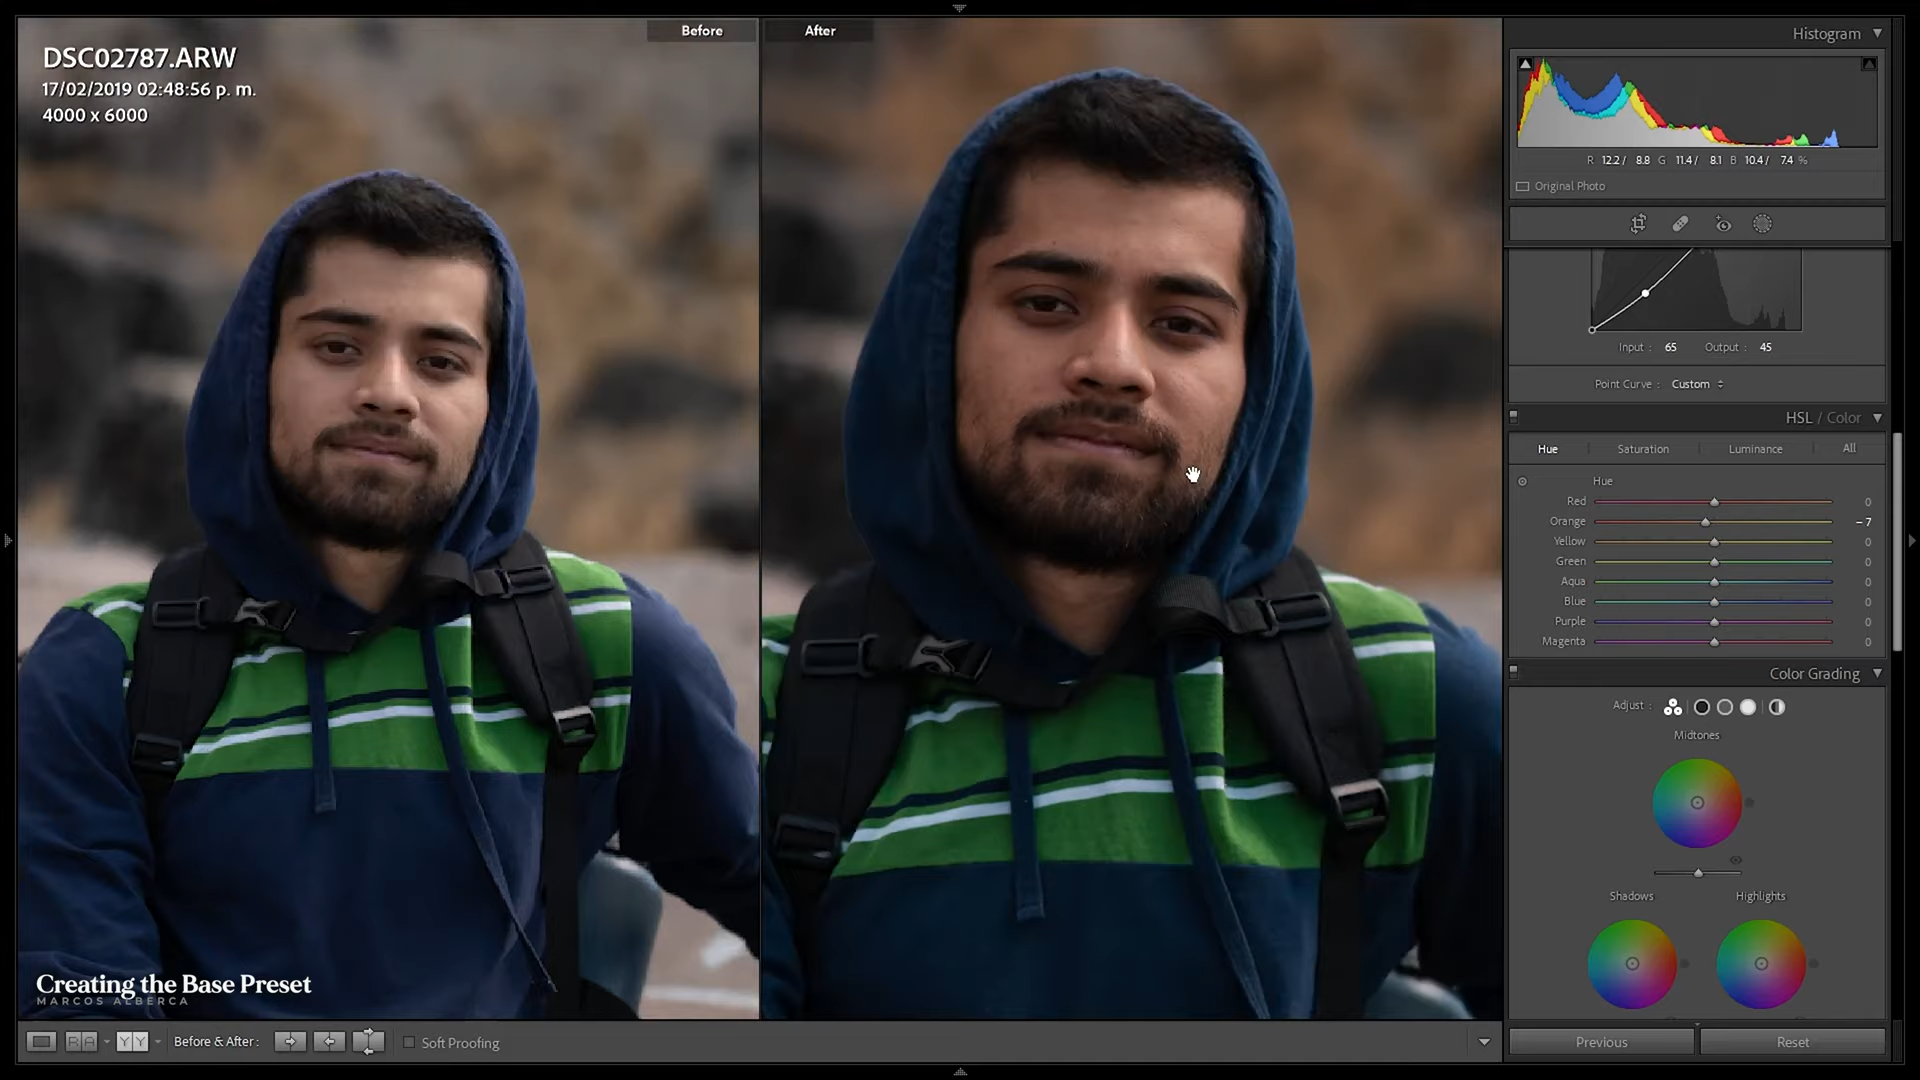 Before
After
DSC02787.ARW
17/02/2019 02:48:56 p. m.
4000 x 6000
Creating the Base Preset
MARCOS ALBERCA
R A
Y Y
Before & After :
Soft Proofing
Histogram
R 12.2 / 8.8 G 11.4 / 8.1 B 10.4 / 7.4 %
Original Photo
Input : 65 Output : 45
Point Curve : Custom
HSL / Color
Hue Saturation Luminance All
Hue
Red 0
Orange – 7
Yellow 0
Green 0
Aqua 0
Blue 0
Purple 0
Magenta 0
Color Grading
Adjust :
Midtones
Shadows Highlights
Previous Reset